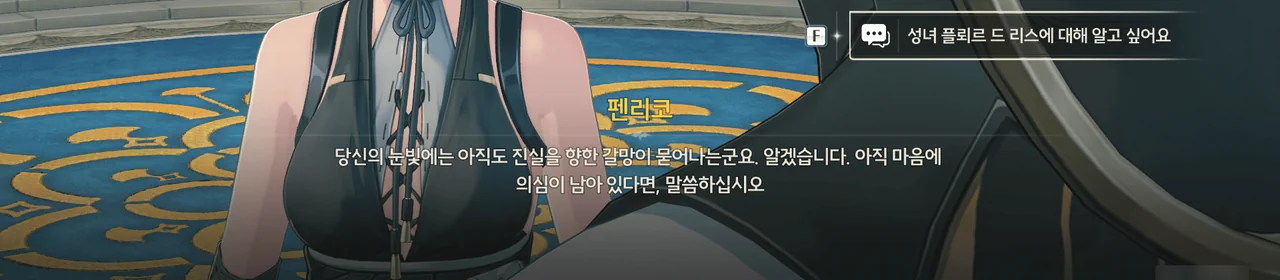 F
성녀 플뢰르 드 리스에 대해 알고 싶어요
펜리코
당신의 눈빛에는 아직도 진실을 향한 갈망이 묻어나는군요. 알겠습니다. 아직 마음에
의심이 남아 있다면, 말씀하십시오